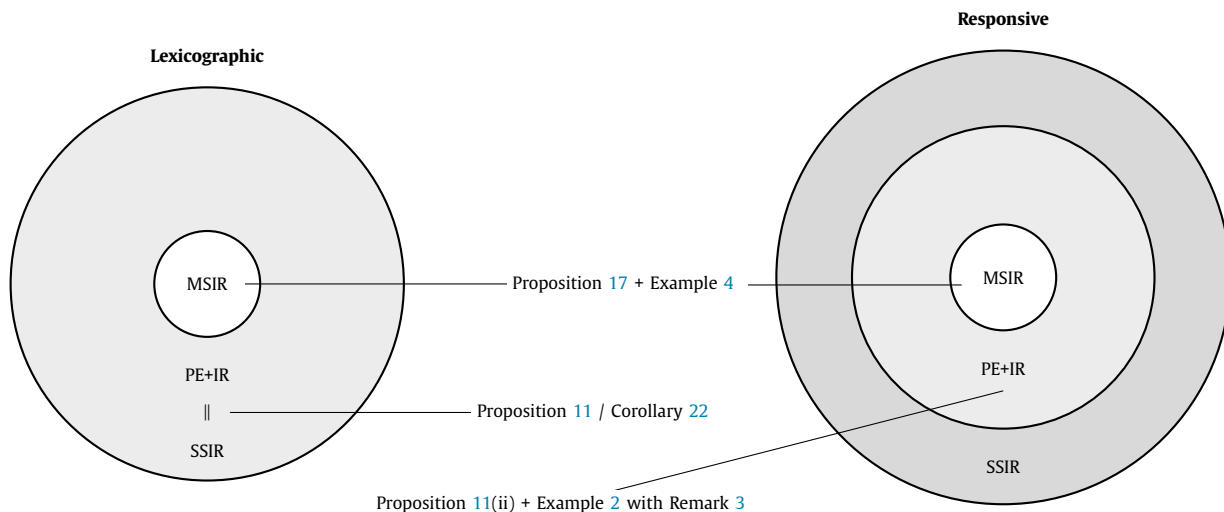 Responsive
Lexicographic
MSIR
Proposition 17 + Example 4
MSIR
PE+IR
PE+IR
||
Proposition 11 / Corollary 22
SSIR
SSIR
Proposition 11(ii) + Example 2 with Remark 3